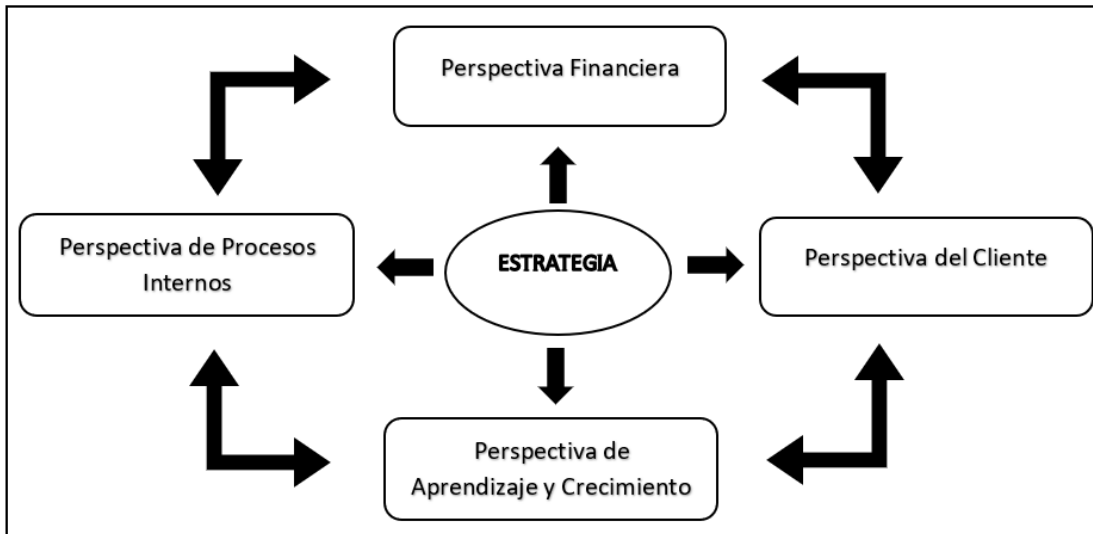 Perspectiva Financiera
Perspectiva de Procesos
Internos
ESTRATEGIA
Perspectiva del Cliente
Perspectiva de
Aprendizaje y Crecimiento